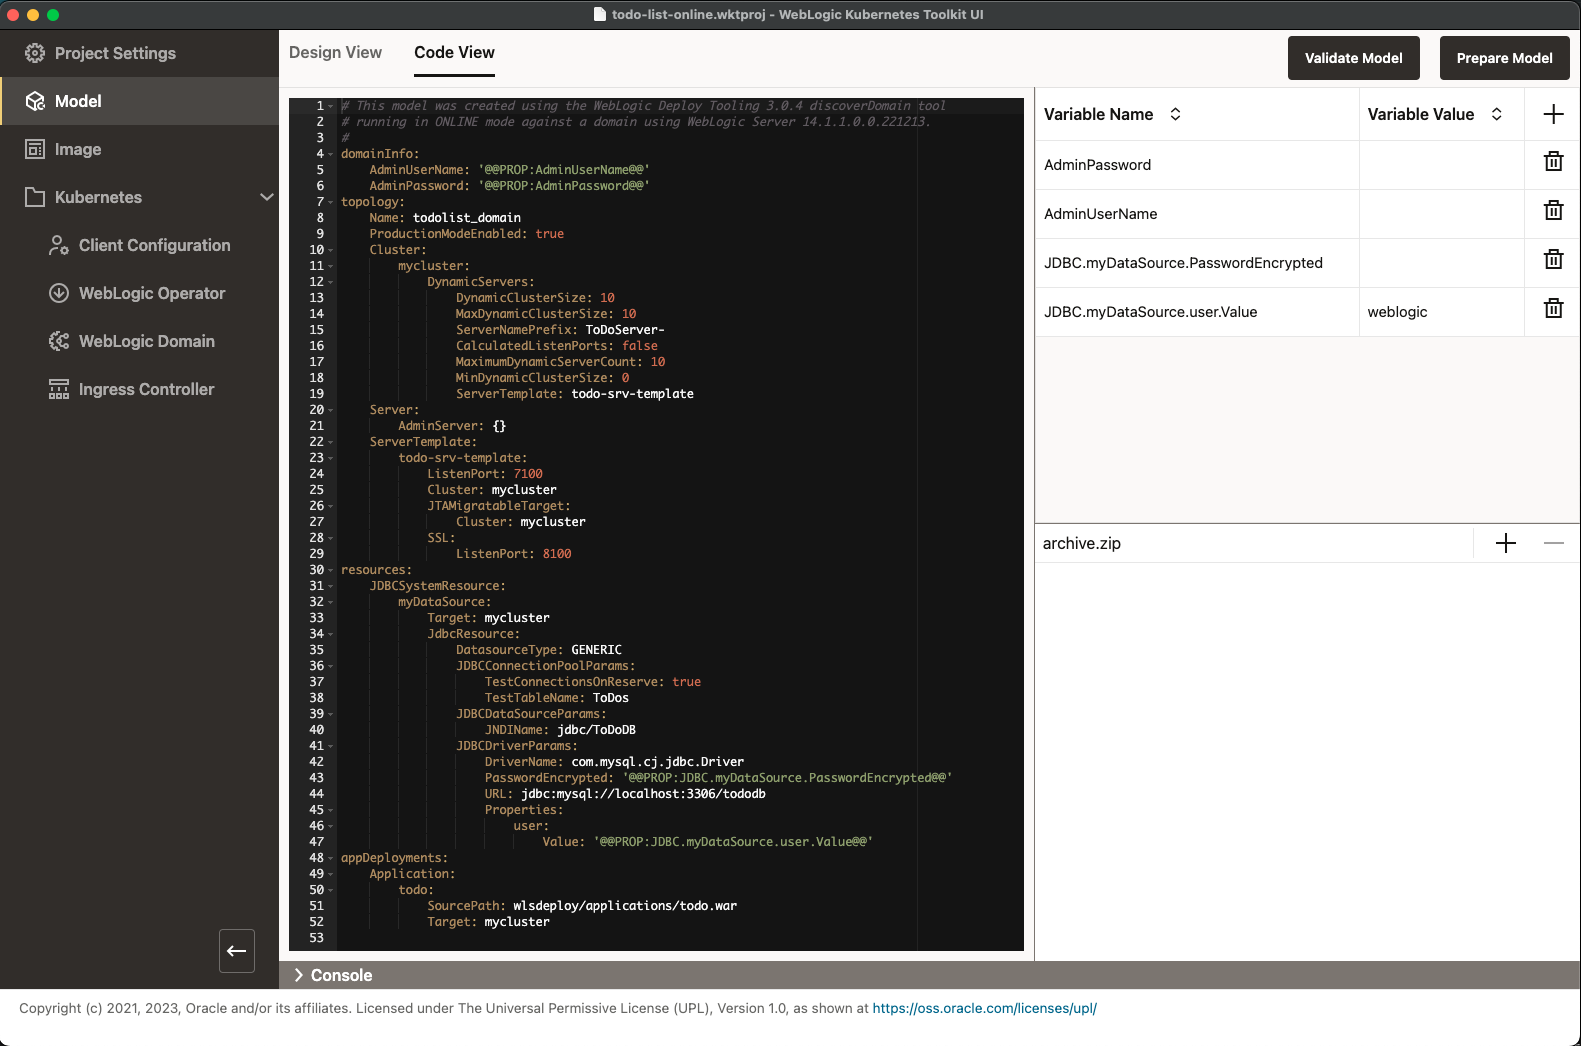 todo-list-online.wktproj - WebLogic Kubernetes Toolkit UI
Project Settings
Model
Image
Kubernetes
Client Configuration
WebLogic Operator
WebLogic Domain
Ingress Controller
Design View
Code View
Validate Model
Prepare Model
1 # This model was created using the WebLogic Deploy Tooling 3.0.4 discoverDomain tool
2 # running in ONLINE mode against a domain using WebLogic Server 14.1.1.0.0.221213.
3 #
4 domainInfo:
5     AdminUserName: '@@PROP:AdminUserName@@'
6     AdminPassword: '@@PROP:AdminPassword@@'
7 topology:
8     Name: todolist_domain
9     ProductionModeEnabled: true
10     Cluster:
11         mycluster:
12             DynamicServers:
13                 DynamicClusterSize: 10
14                 MaxDynamicClusterSize: 10
15                 ServerNamePrefix: ToDoServer-
16                 CalculatedListenPorts: false
17                 MaximumDynamicServerCount: 10
18                 MinDynamicClusterSize: 0
19                 ServerTemplate: todo-srv-template
20     Server:
21         AdminServer: {}
22     ServerTemplate:
23         todo-srv-template:
24             ListenPort: 7100
25             Cluster: mycluster
26             JTAMigratableTarget:
27                 Cluster: mycluster
28             SSL:
29                 ListenPort: 8100
30 resources:
31     JDBCSystemResource:
32         myDataSource:
33             Target: mycluster
34             JdbcResource:
35                 DatasourceType: GENERIC
36                 JDBCConnectionPoolParams:
37                     TestConnectionsOnReserve: true
38                     TestTableName: ToDos
39                 JDBCDataSourceParams:
40                     JNDIName: jdbc/ToDoDB
41                 JDBCDriverParams:
42                     DriverName: com.mysql.cj.jdbc.Driver
43                     PasswordEncrypted: '@@PROP:JDBC.myDataSource.PasswordEncrypted@@'
44                     URL: jdbc:mysql://localhost:3306/tododb
45                     Properties:
46                         user:
47                             Value: '@@PROP:JDBC.myDataSource.user.Value@@'
48 appDeployments:
49     Application:
50         todo:
51             SourcePath: wlsdeploy/applications/todo.war
52             Target: mycluster
53
Variable Name Variable Value
AdminPassword
AdminUserName
JDBC.myDataSource.PasswordEncrypted
JDBC.myDataSource.user.Value weblogic
archive.zip
Console
Copyright (c) 2021, 2023, Oracle and/or its affiliates. Licensed under The Universal Permissive License (UPL), Version 1.0, as shown at https://oss.oracle.com/licenses/upl/